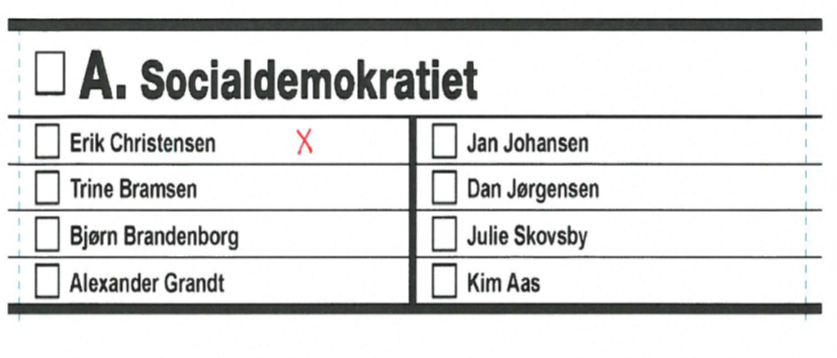 A. Socialdemokratiet
Erik Christensen X
Trine Bramsen
Bjørn Brandenborg
Alexander Grandt
Jan Johansen
Dan Jørgensen
Julie Skovsby
Kim Aas